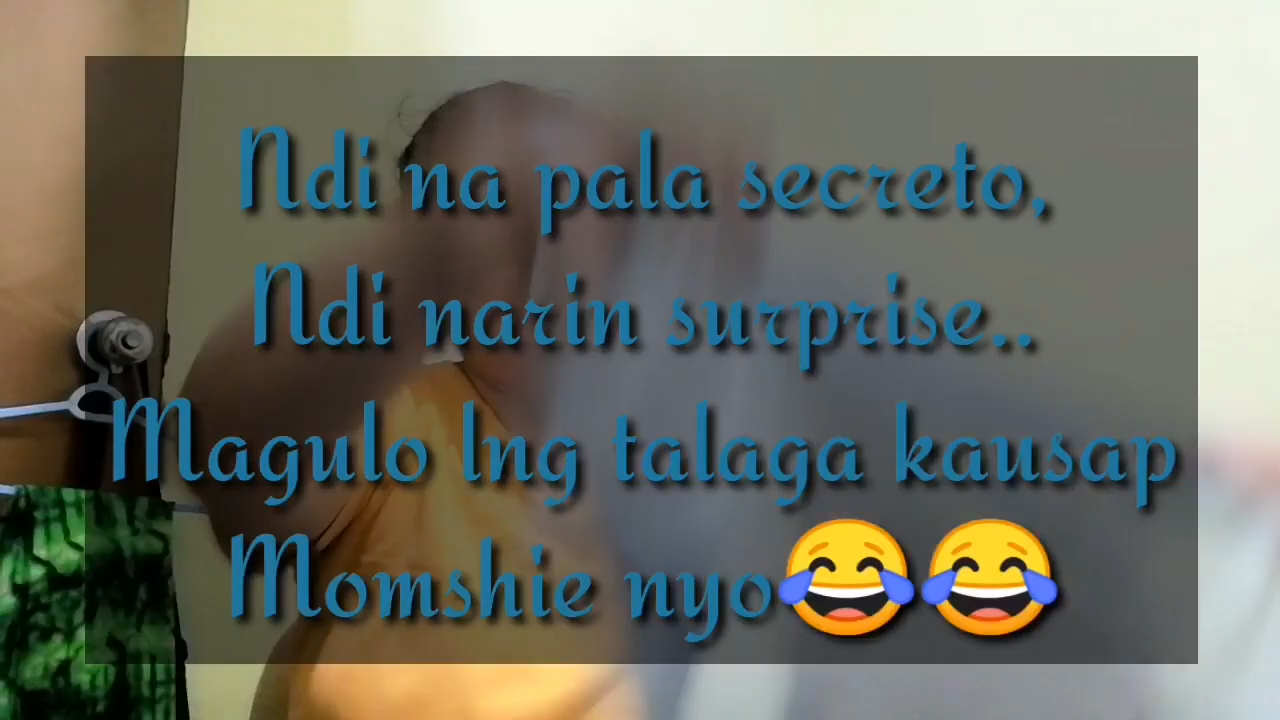 Ndi na pala secreto,
Ndi narin surprise..
Magulo lng talaga kausap
Momshie nyo😂😂